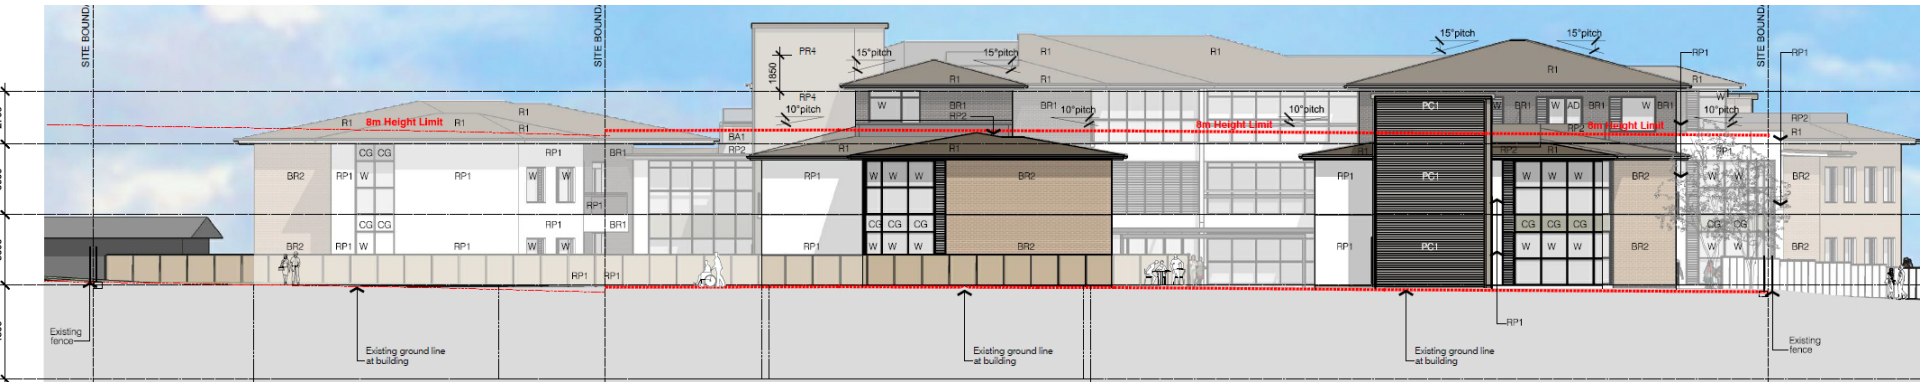 SITE BOUNDA
SITE BOUND
SITE BOUNDA
PR4
15°pitch
15°pitch
R1
R1
15°pitch
15°pitch
RP1
RP1
1850
R1
R1
R1
R1
RP4
10°pitch
W
BR1
BR1
10°pitch
10°pitch
PC1
W
BR1
W
AD
BR1
W
BR1
W
10°pitch
R1
R1
8m Height Limit
R1
R1
RP2
8m Height Limit
RP2
8m Height Limit
RP2
R1
BA1
RP2
R1
R1
R1
RP2
R1
RP1
CG
CG
RP1
BR1
BR2
RP1
W
RP1
W
W
RP1
W
W
W
BR2
RP1
PC1
W
W
W
BR2
W
W
BR2
RP1
CG
CG
RP1
BR1
CG
CG
CG
CG
CG
CG
CG
CG
BR2
RP1
W
RP1
W
W
RP1
W
W
W
BR2
RP1
PC1
W
W
W
BR2
W
W
BR2
RP1
RP1
Existing
fence
Existing ground line
at building
Existing ground line
at building
Existing ground line
at building
RP1
Existing
fence